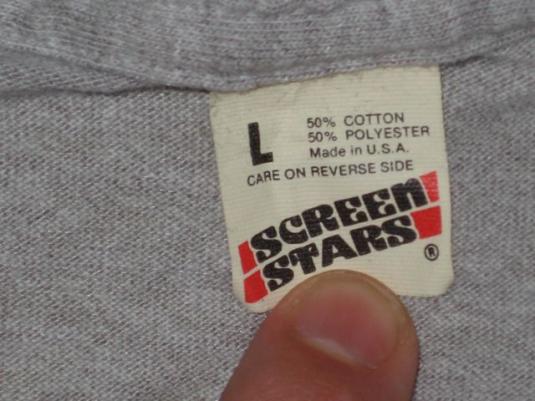 L
50% COTTON
50% POLYESTER
Made in U.S.A.
CARE ON REVERSE SIDE
SCREEN
STARS
®